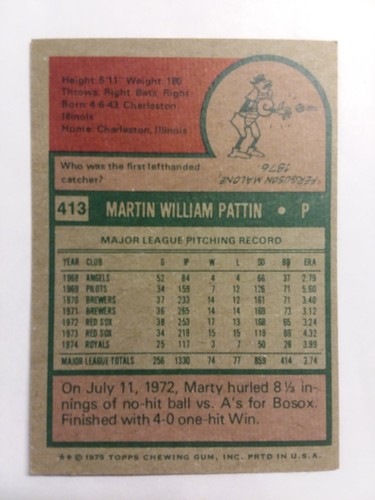 Height: 5'11" Weight: 180
Throws: Right Bats: Right
Born: 4-6-43, Charleston,
Illinois
Home: Charleston, Illinois
Who was the first lefthanded
catcher?
FERGUSON MALONE,
1876
413 MARTIN WILLIAM PATTIN • P
MAJOR LEAGUE PITCHING RECORD
YEAR CLUB G IP W L SO BB ERA
1968 ANGELS 52 84 4 4 66 37 2.79
1969 PILOTS 34 159 7 12 126 71 5.60
1970 BREWERS 37 233 14 12 161 71 3.40
1971 BREWERS 36 265 14 14 169 73 3.12
1972 RED SOX 38 253 17 13 168 65 3.24
1973 RED SOX 34 219 15 15 119 69 4.32
1974 ROYALS 25 117 3 7 50 28 3.99
MAJOR LEAGUE TOTALS 256 1330 74 77 859 414 3.74
On July 11, 1972, Marty hurled 8⅓ in-
nings of no-hit ball vs. A's for Bosox.
Finished with 4-0 one-hit Win.
★★ © 1975 TOPPS CHEWING GUM, INC. PRTD IN U.S.A.